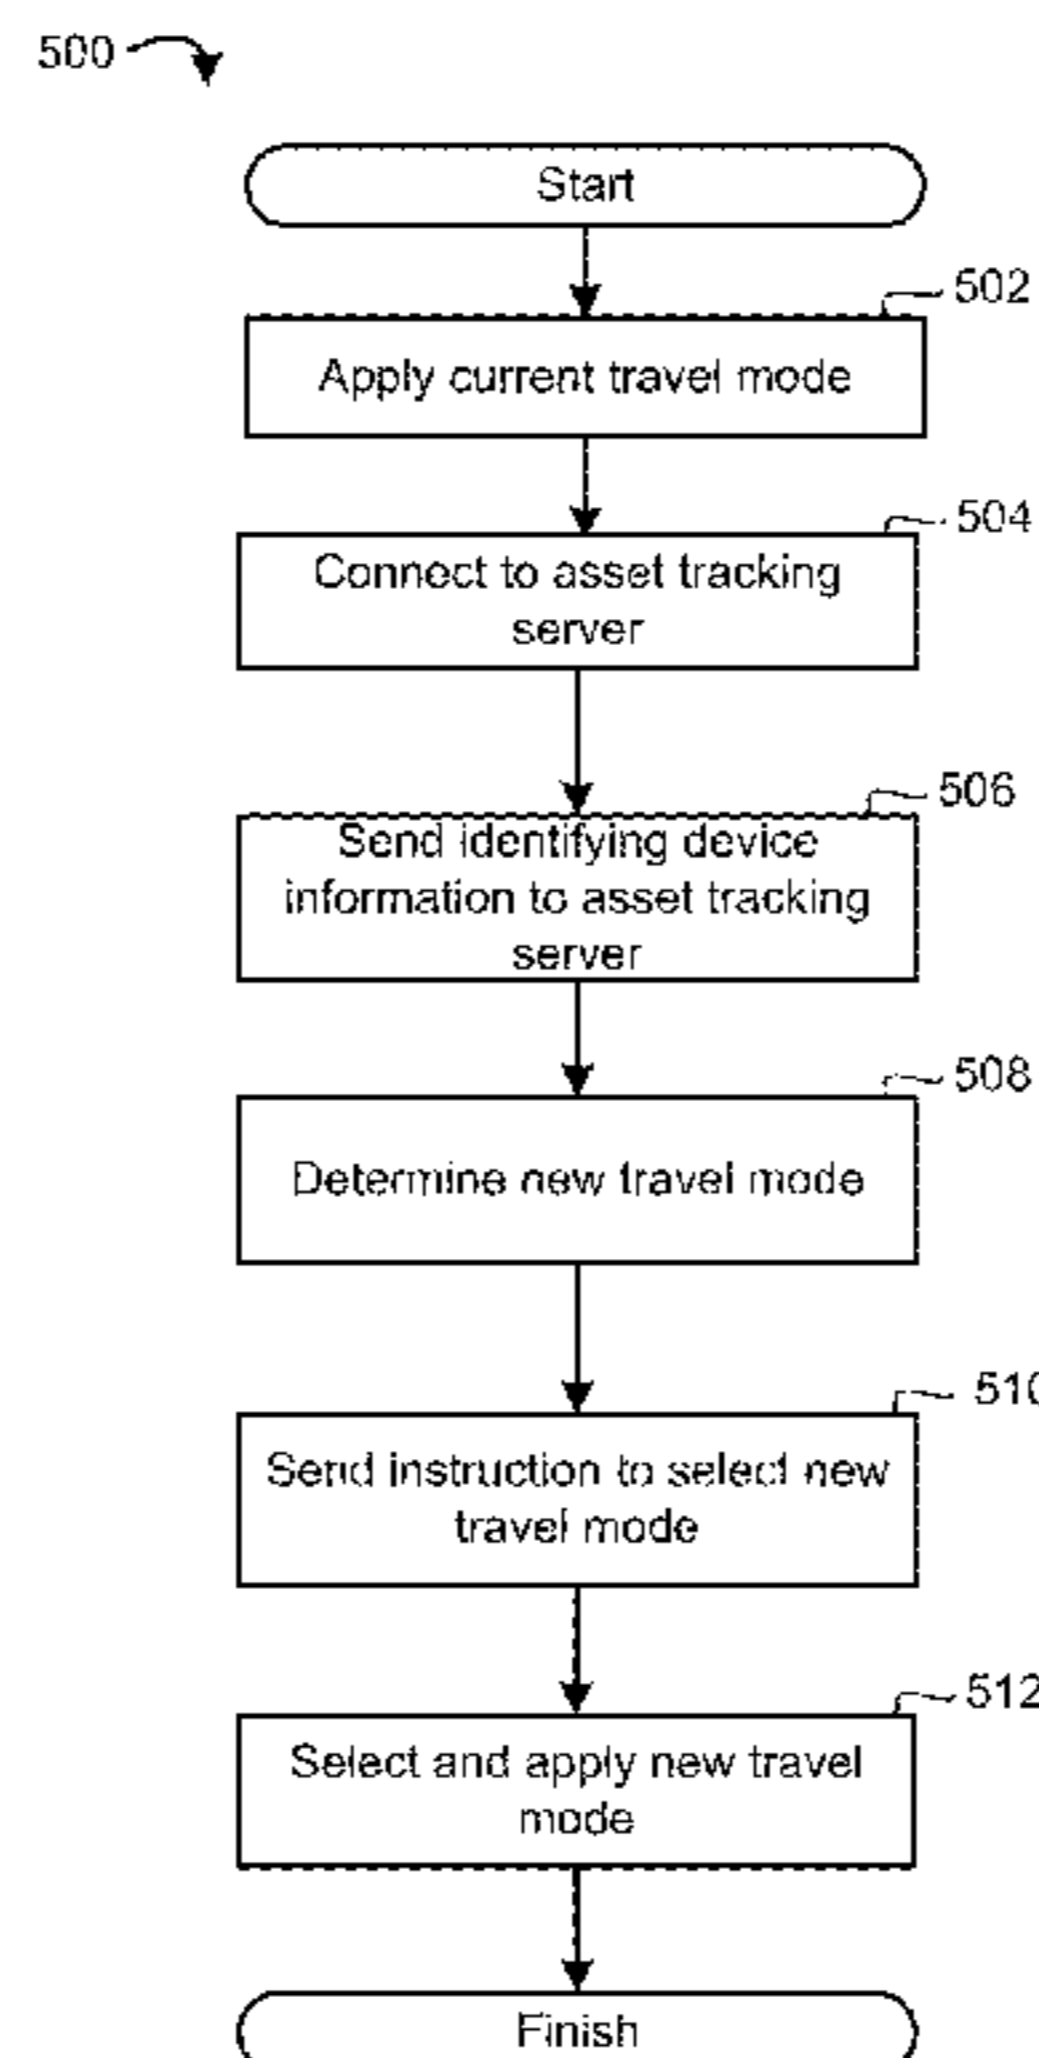 500
Start
502
Apply current travel mode
504
Connect to asset tracking
server
506
Send identifying device
information to asset tracking
server
508
Determine new travel mode
510
Send instruction to select new
travel mode
512
Select and apply new travel
mode
Finish